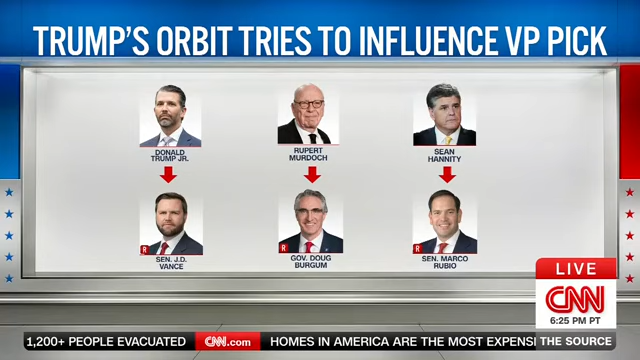 TRUMP'S ORBIT TRIES TO INFLUENCE VP PICK
DONALD
TRUMP JR.
RUPERT
MURDOCH
SEAN
HANNITY
R
SEN. J.D.
VANCE
R
GOV. DOUG
BURGUM
R
SEN. MARCO
RUBIO
LIVE
CNN
6:25 PM PT
1,200+ PEOPLE EVACUATED
CNN.com
HOMES IN AMERICA ARE THE MOST EXPENSI
THE SOURCE